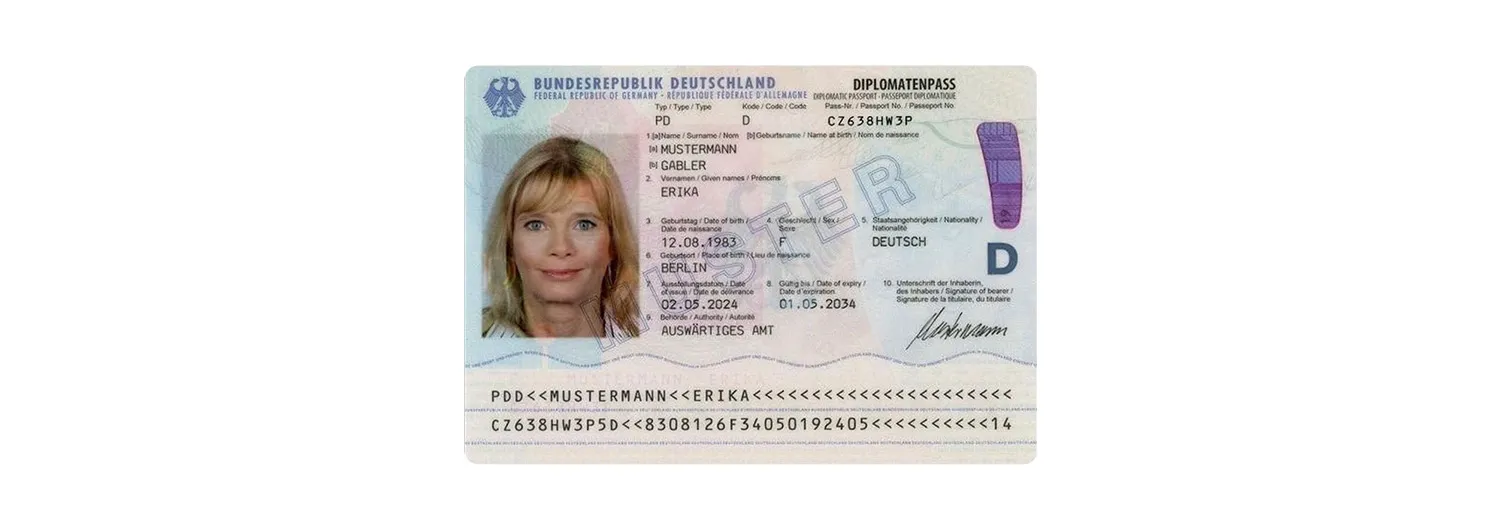 BUNDESREPUBLIK DEUTSCHLAND
FEDERAL REPUBLIC OF GERMANY · RÉPUBLIQUE FÉDÉRALE D'ALLEMAGNE
DIPLOMATENPASS
DIPLOMATIC PASSPORT · PASSEPORT DIPLOMATIQUE
Typ / Type / Type Kode / Code / Code Pass-Nr. / Passport No. / Passeport No.
PD D CZ638HW3P
1.[a]Name / Surname / Nom [b]Geburtsname / Name at birth / Nom de naissance
[a] MUSTERMANN
[b] GABLER
2. Vornamen / Given names / Prénoms
ERIKA
3. Geburtstag / Date of birth / Date de naissance
12.08.1983
4. Geschlecht / Sex / Sexe
F
5. Staatsangehörigkeit / Nationality / Nationalité
DEUTSCH
6. Geburtsort / Place of birth / Lieu de naissance
BERLIN
7. Ausstellungsdatum / Date of issue / Date de délivrance
02.05.2024
8. Gültig bis / Date of expiry / Date d'expiration
01.05.2034
9. Behörde / Authority / Autorité
AUSWÄRTIGES AMT
10. Unterschrift der Inhaberin, des Inhabers / Signature of bearer / Signature de la titulaire, du titulaire
Mustermann
MUSTER
19
D
MUSTERMANN, ERIKA
PDD<<MUSTERMANN<<ERIKA<<<<<<<<<<<<<<<<<<<<<<
CZ638HW3P5D<<8308126F34050192405<<<<<<<<<<14